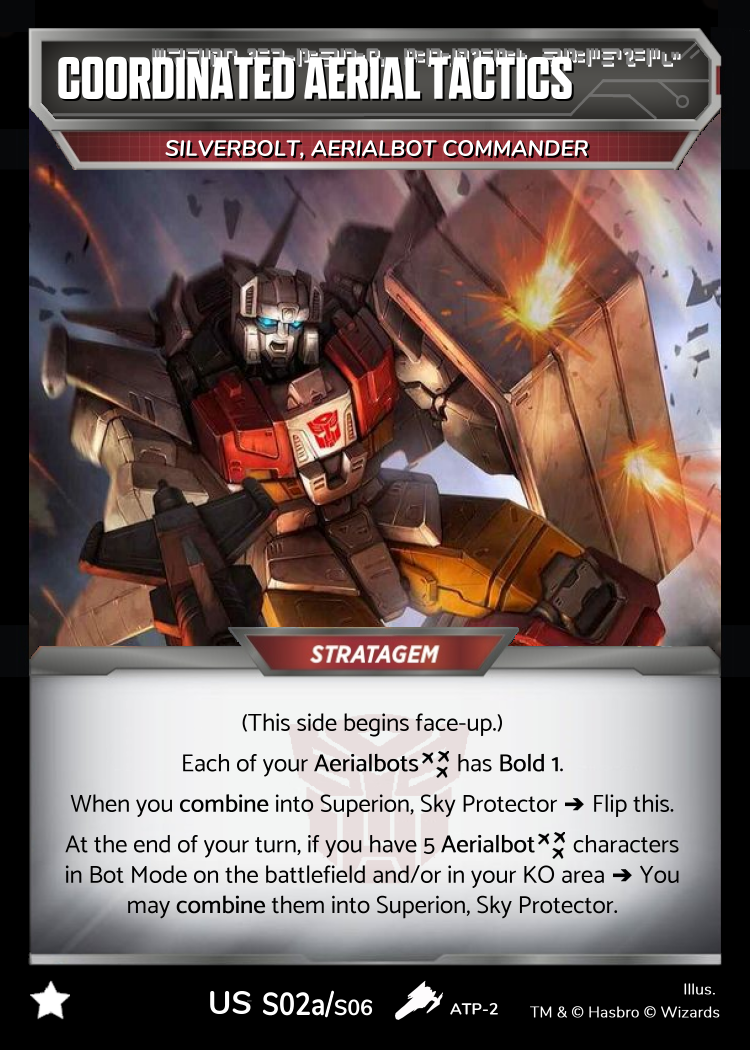 COORDINATED AERIAL TACTICS
SILVERBOLT, AERIALBOT COMMANDER
STRATAGEM
(This side begins face-up.)
Each of your Aerialbots has Bold 1.
When you combine into Superion, Sky Protector ➔ Flip this.
At the end of your turn, if you have 5 Aerialbot characters
in Bot Mode on the battlefield and/or in your KO area ➔ You
may combine them into Superion, Sky Protector.
US S02a/S06
ATP-2
Illus.
TM & © Hasbro © Wizards